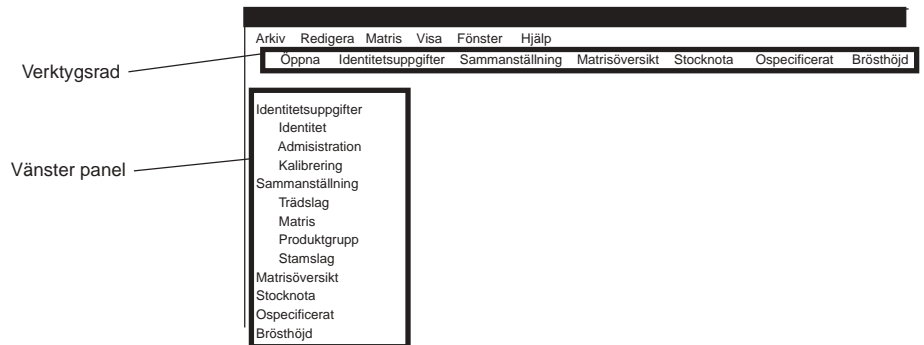 Arkiv Redigera Matris Visa Fönster Hjälp
Öppna Identitetsuppgifter Sammanställning Matrisöversikt Stocknota Ospecificerat Brösthöjd
Verktygsrad
Identitetsuppgifter
Identitet
Admisistration
Kalibrering
Vänster panel
Sammanställning
Trädslag
Matris
Produktgrupp
Stamslag
Matrisöversikt
Stocknota
Ospecificerat
Brösthöjd